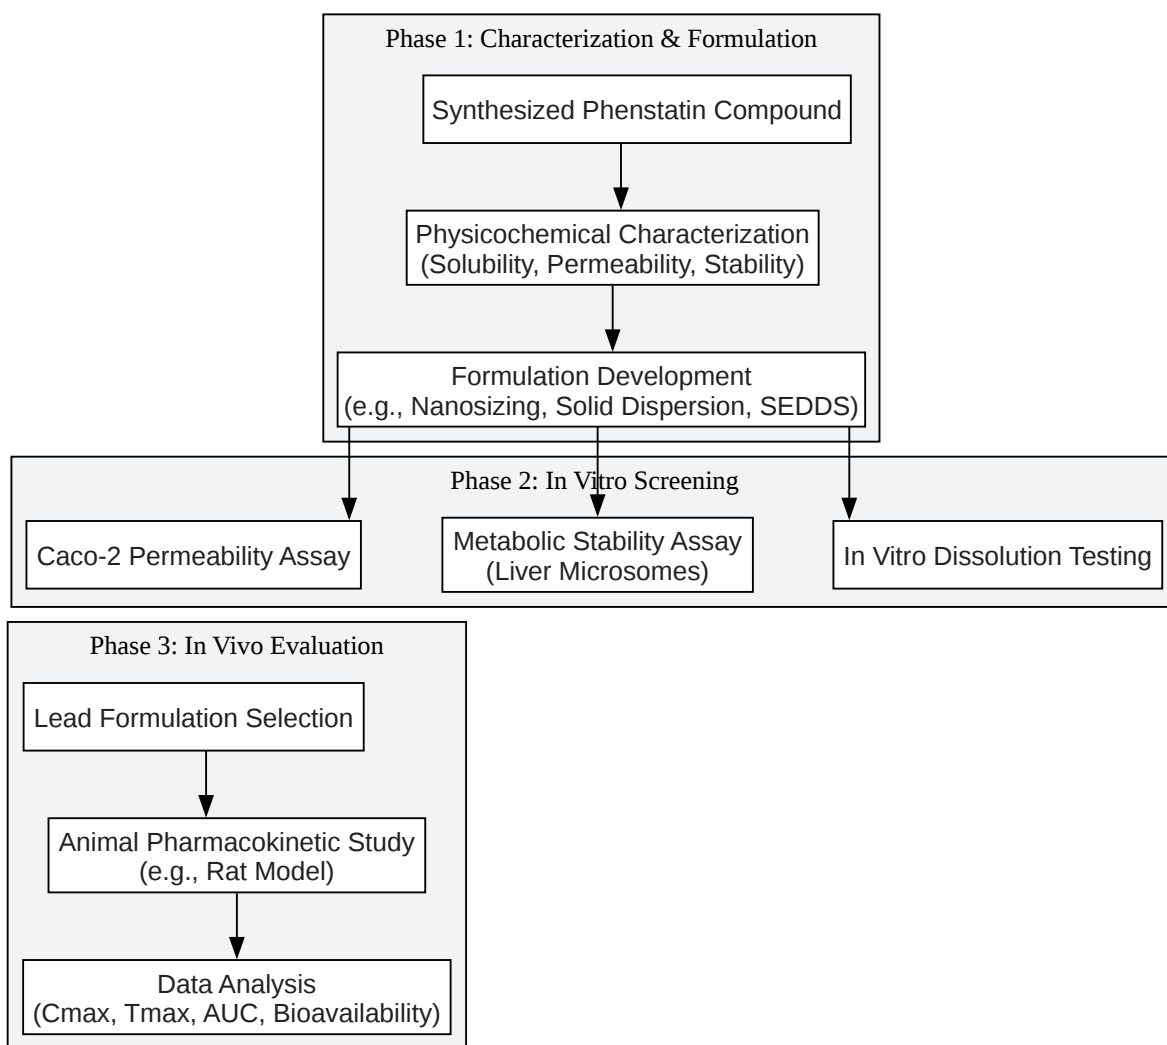 Phase 1: Characterization & Formulation
Synthesized Phenstatin Compound
Physicochemical Characterization
(Solubility, Permeability, Stability)
Formulation Development
(e.g., Nanosizing, Solid Dispersion, SEDDS)
Phase 2: In Vitro Screening
Caco-2 Permeability Assay
Metabolic Stability Assay
(Liver Microsomes)
In Vitro Dissolution Testing
Phase 3: In Vivo Evaluation
Lead Formulation Selection
Animal Pharmacokinetic Study
(e.g., Rat Model)
Data Analysis
(Cmax, Tmax, AUC, Bioavailability)